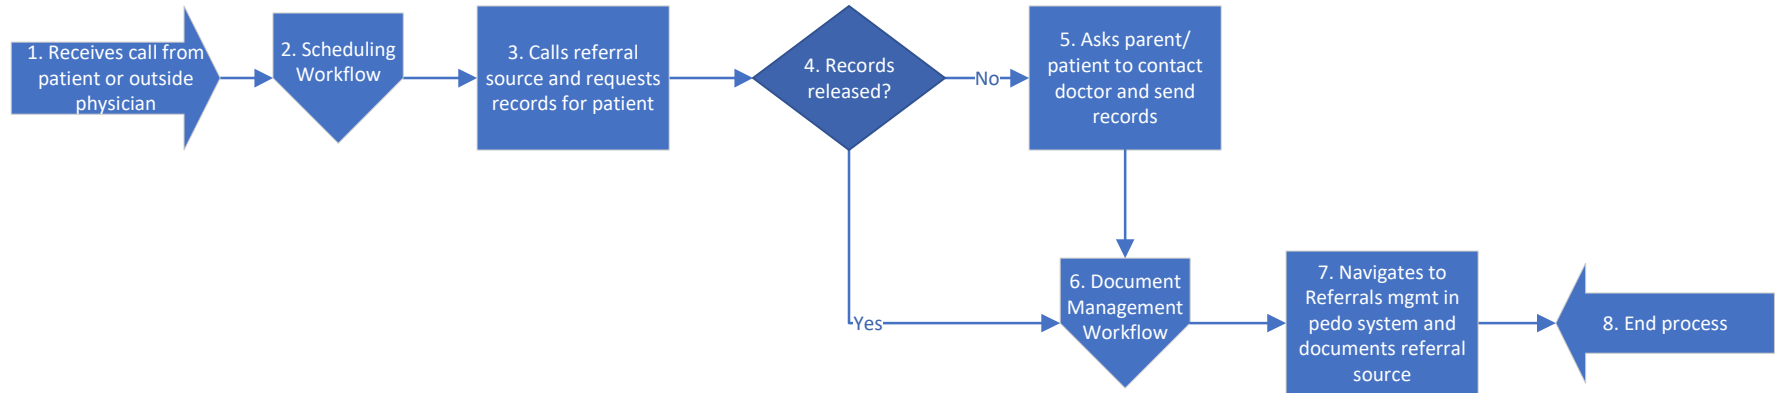 1. Receives call from
patient or outside
physician
2. Scheduling
Workflow
3. Calls referral
source and requests
records for patient
4. Records
released?
No
5. Asks parent/
patient to contact
doctor and send
records
Yes
6. Document
Management
Workflow
7. Navigates to
Referrals mgmt in
pedo system and
documents referral
source
8. End process